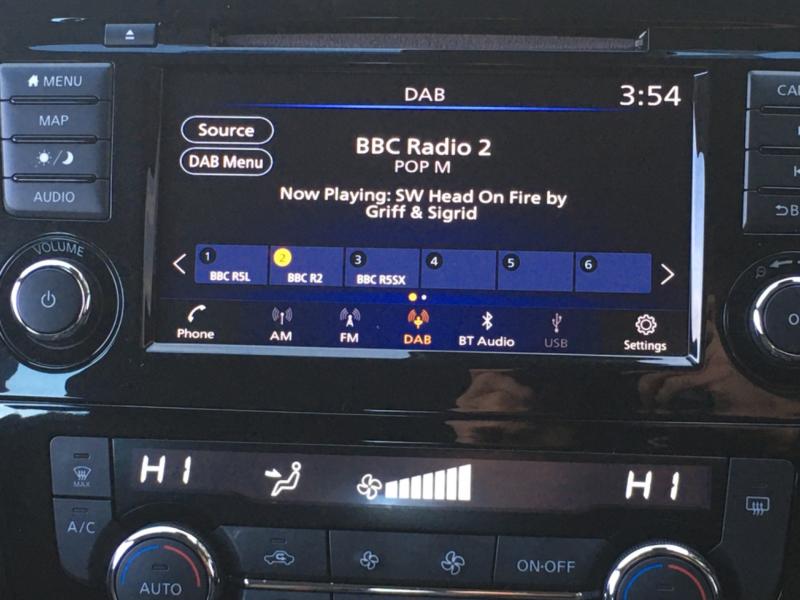 MENU
MAP
AUDIO
VOLUME
DAB
3:54
Source
DAB Menu
BBC Radio 2
POP M
Now Playing: SW Head On Fire by
Griff & Sigrid
1
BBC R5L
2
BBC R2
3
BBC R5SX
4
5
6
Phone
AM
FM
DAB
BT Audio
USB
Settings
HI
HI
MAX
A/C
AUTO
ON·OFF